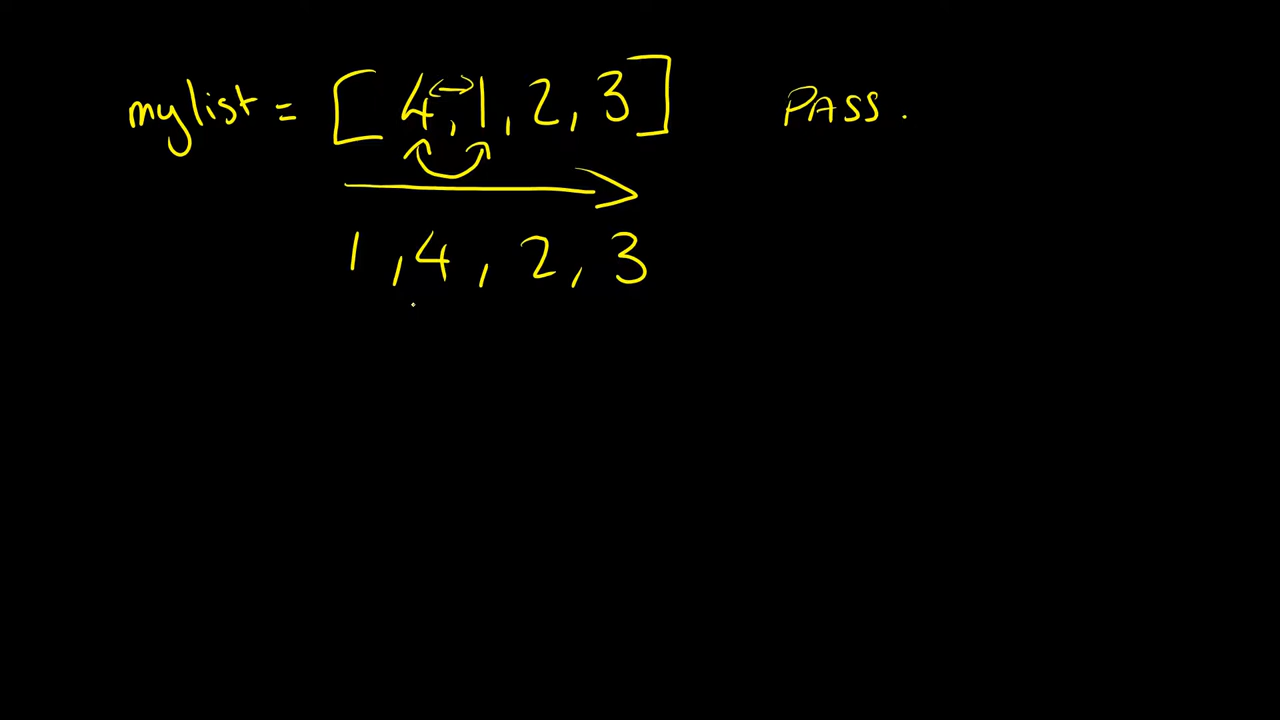 mylist = [ 4, 1, 2, 3 ] PASS.
1, 4, 2, 3